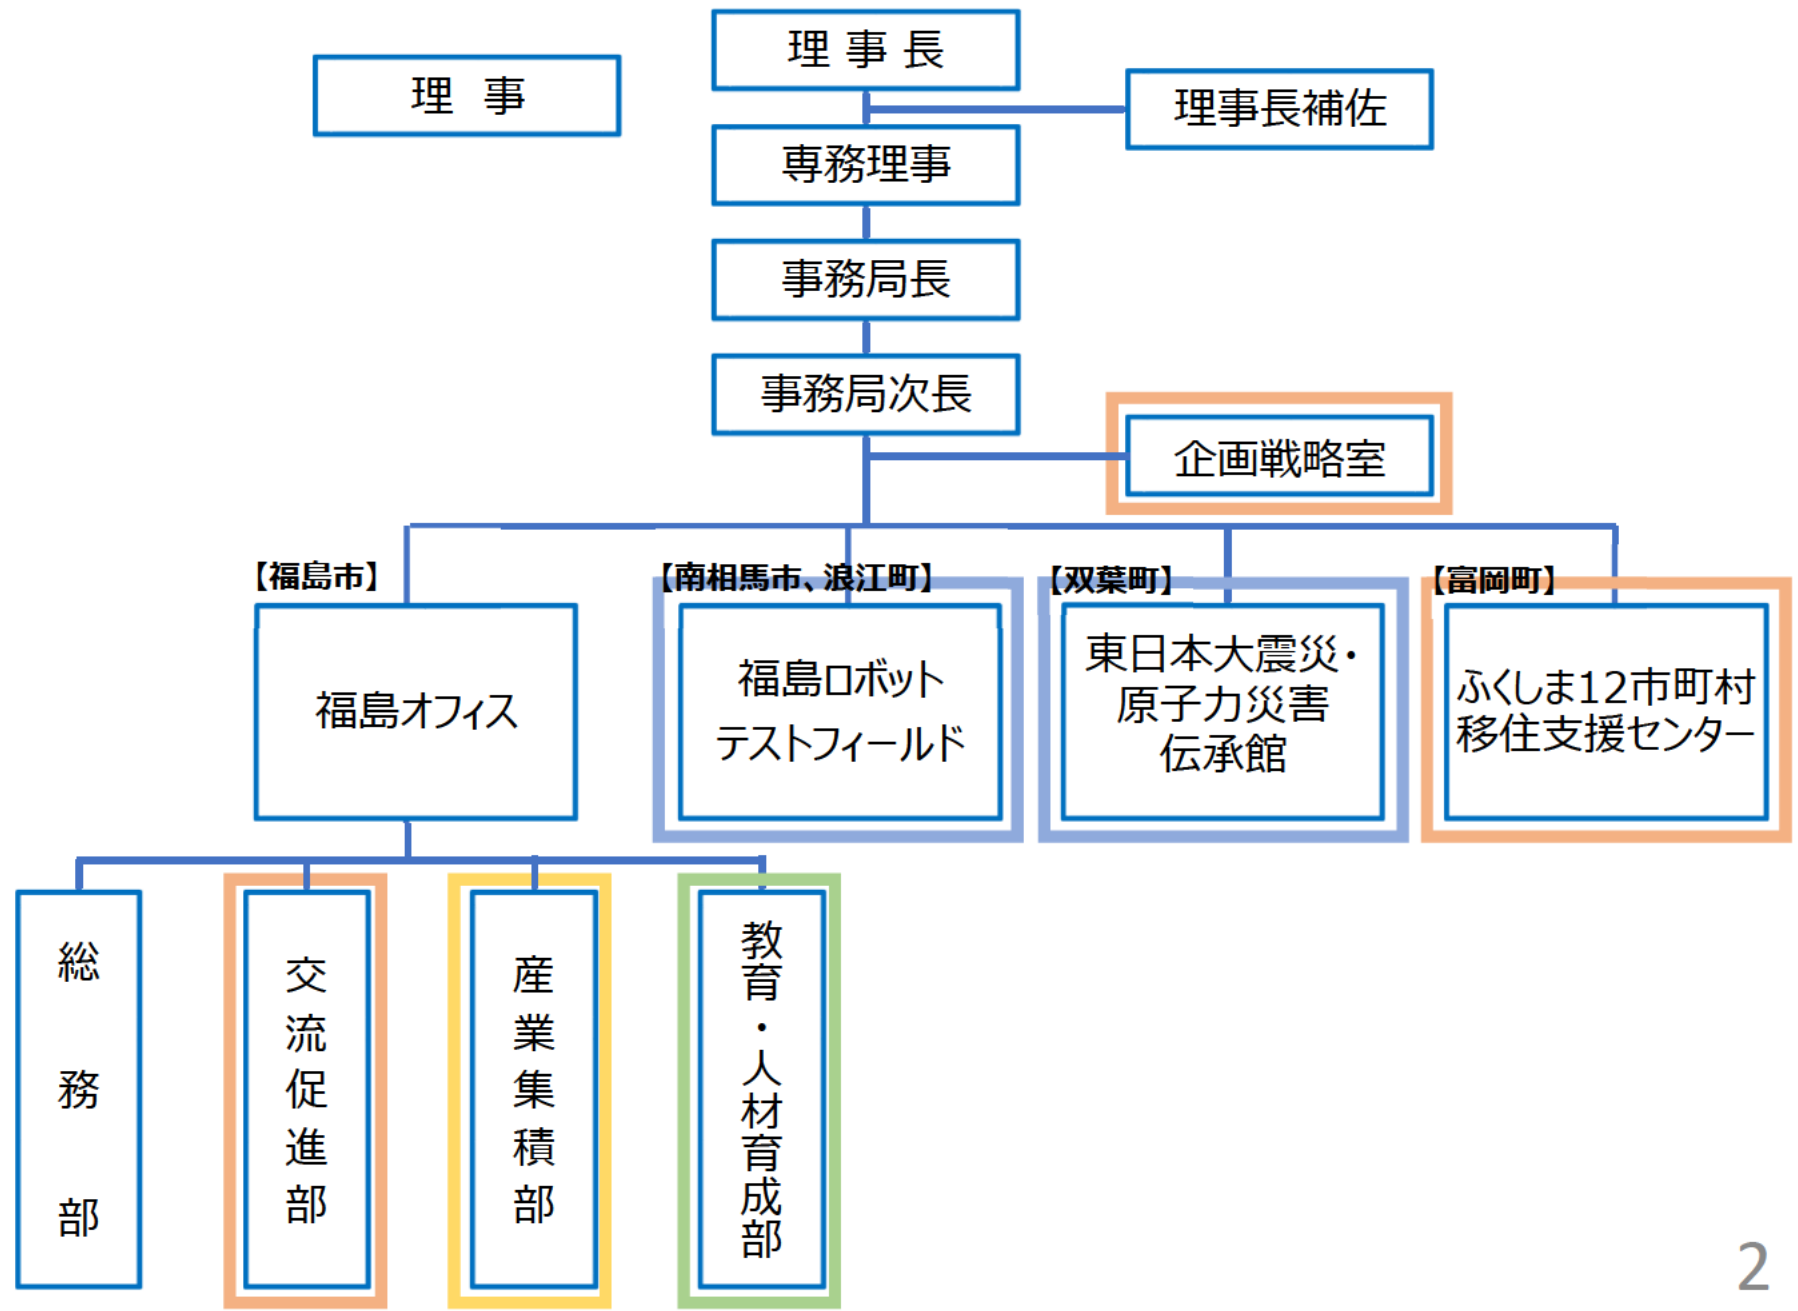 理事長
理事
理事長補佐
専務理事
事務局長
事務局次長
企画戦略室
【福島市】
福島オフィス
【南相馬市、浪江町】
福島ロボット
テストフィールド
【双葉町】
東日本大震災・
原子力災害
伝承館
【富岡町】
ふくしま12市町村
移住支援センター
総務部
交流促進部
産業集積部
教育・人材育成部
2